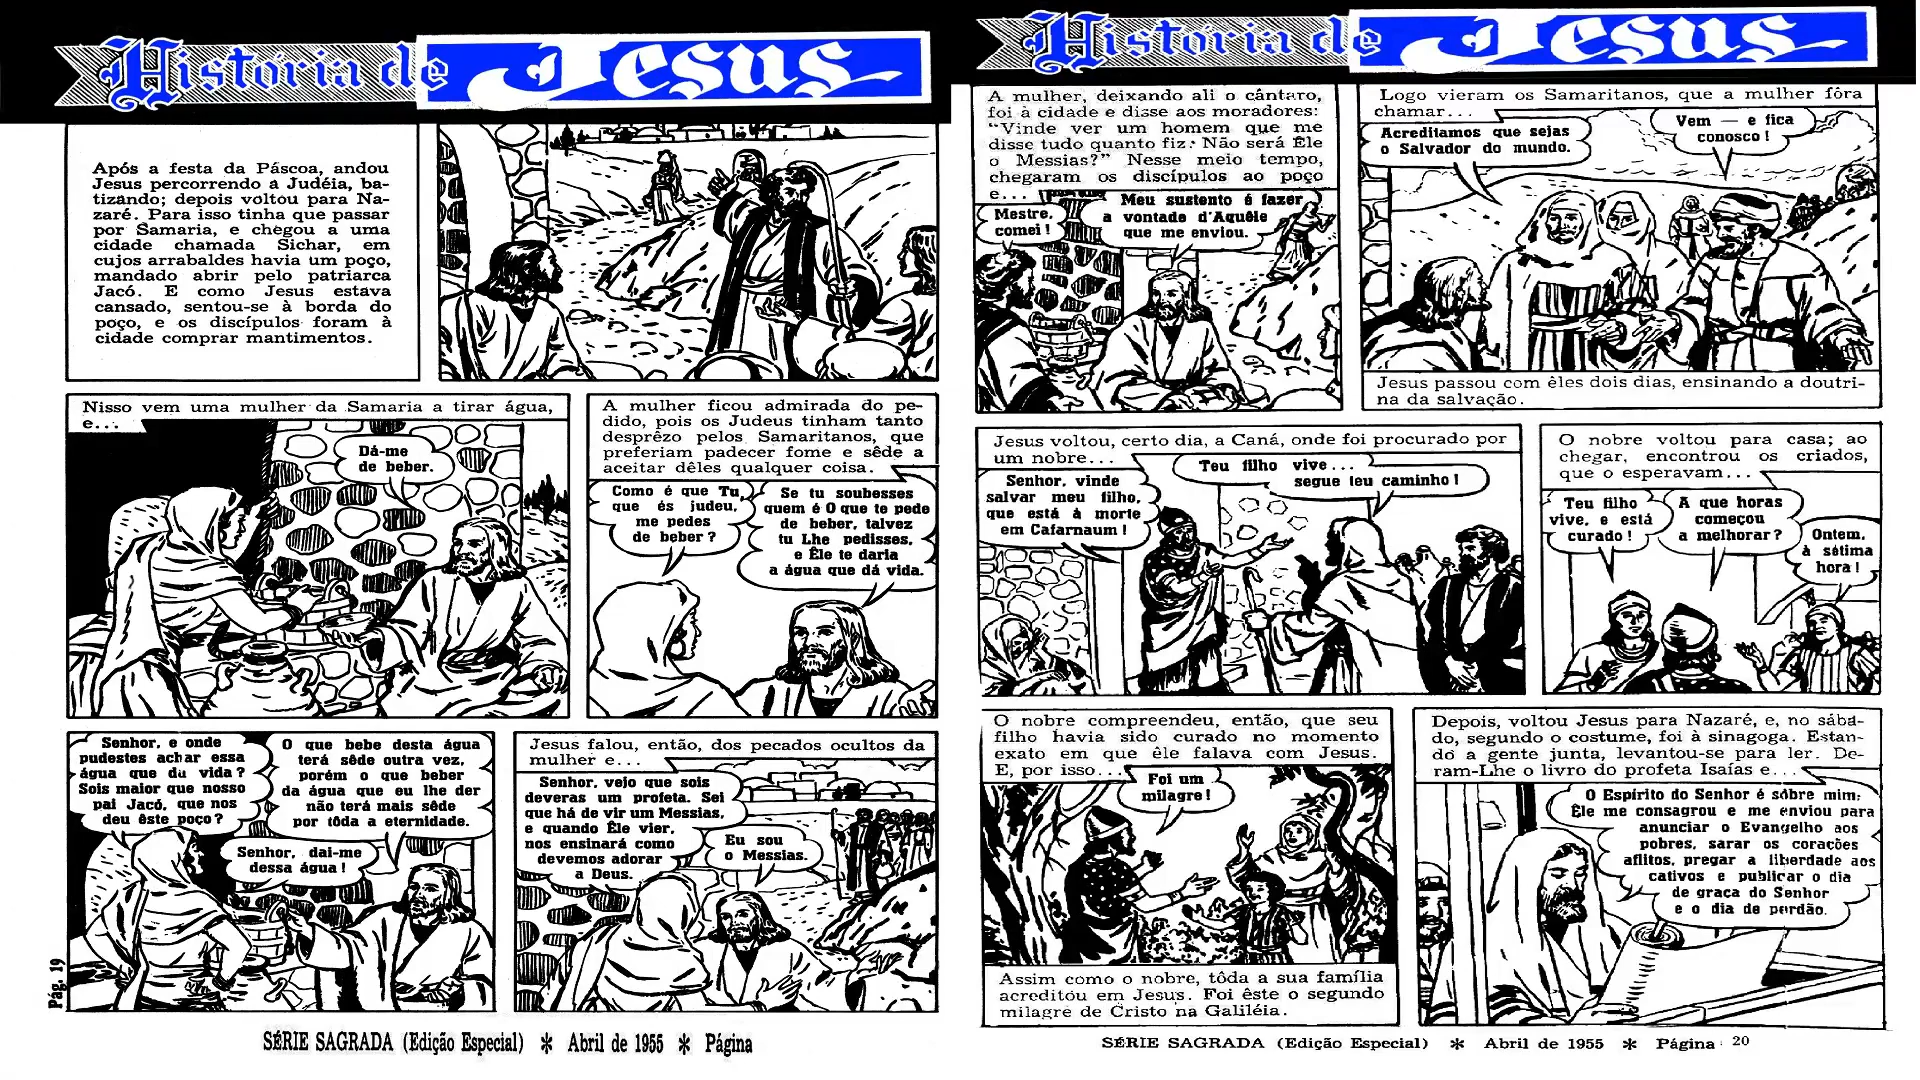 História de Jesus
Após a festa da Páscoa, andou
Jesus percorrendo a Judéia, ba-
tizando; depois voltou para Na-
zaré. Para isso tinha que passar
por Samaria, e chegou a uma
cidade chamada Sichar, em
cujos arrabaldes havia um poço,
mandado abrir pelo patriarca
Jacó. E como Jesus estava
cansado, sentou-se à borda do
poço, e os discípulos foram à
cidade comprar mantimentos.
Nisso vem uma mulher da Samaria a tirar água,
e...
Dá-me
de beber.
A mulher ficou admirada do pe-
dido, pois os Judeus tinham tanto
desprêzo pelos Samaritanos, que
preferiam padecer fome e sêde a
aceitar dêles qualquer coisa.
Como é que Tu,
que és judeu,
me pedes
de beber?
Se tu soubesses
quem é O que te pede
de beber, talvez
tu Lhe pedisses,
e Êle te daria
a água que dá vida.
Senhor, e onde
pudestes achar essa
água que da vida?
Sois maior que nosso
pai Jacó, que nos
deu êste poço?
O que bebe desta água
terá sêde outra vez,
porém o que beber
da água que eu lhe der
não terá mais sêde
por tôda a eternidade.
Senhor, dai-me
dessa água!
Jesus falou, então, dos pecados ocultos da
mulher e...
Senhor, vejo que sois
deveras um profeta. Sei
que há de vir um Messias,
e quando Êle vier,
nos ensinará como
devemos adorar
a Deus.
Eu sou
o Messias.
Pág. 19
SÉRIE SAGRADA (Edição Especial) * Abril de 1955 * Página
História de Jesus
A mulher, deixando ali o cântaro,
foi à cidade e disse aos moradores:
"Vinde ver um homem que me
disse tudo quanto fiz: Não será Êle
o Messias?" Nesse meio tempo,
chegaram os discípulos ao poço
e...
Mestre,
comei!
Meu sustento é fazer
a vontade d'Aquêle
que me enviou.
Logo vieram os Samaritanos, que a mulher fôra
chamar...
Acreditamos que sejas
o Salvador do mundo.
Vem — e fica
conosco!
Jesus passou com êles dois dias, ensinando a doutri-
na da salvação.
Jesus voltou, certo dia, a Caná, onde foi procurado por
um nobre...
Senhor, vinde
salvar meu filho,
que está à morte
em Cafarnaum!
Teu filho vive...
segue teu caminho!
O nobre voltou para casa; ao
chegar, encontrou os criados,
que o esperavam...
Teu filho
vive, e está
curado!
A que horas
começou
a melhorar?
Ontem,
à sétima
hora!
O nobre compreendeu, então, que seu
filho havia sido curado no momento
exato em que êle falava com Jesus.
E, por isso...
Foi um
milagre!
Assim como o nobre, tôda a sua família
acreditou em Jesus. Foi êste o segundo
milagre de Cristo na Galiléia.
Depois, voltou Jesus para Nazaré, e, no sába-
do, segundo o costume, foi à sinagoga. Estan-
do a gente junta, levantou-se para ler. De-
ram-Lhe o livro do profeta Isaías e...
O Espírito do Senhor é sôbre mim;
Êle me consagrou e me enviou para
anunciar o Evangelho aos
pobres, sarar os corações
aflitos, pregar a liberdade aos
cativos e publicar o dia
de graça do Senhor
e o dia de perdão.
SÉRIE SAGRADA (Edição Especial) * Abril de 1955 * Página 20